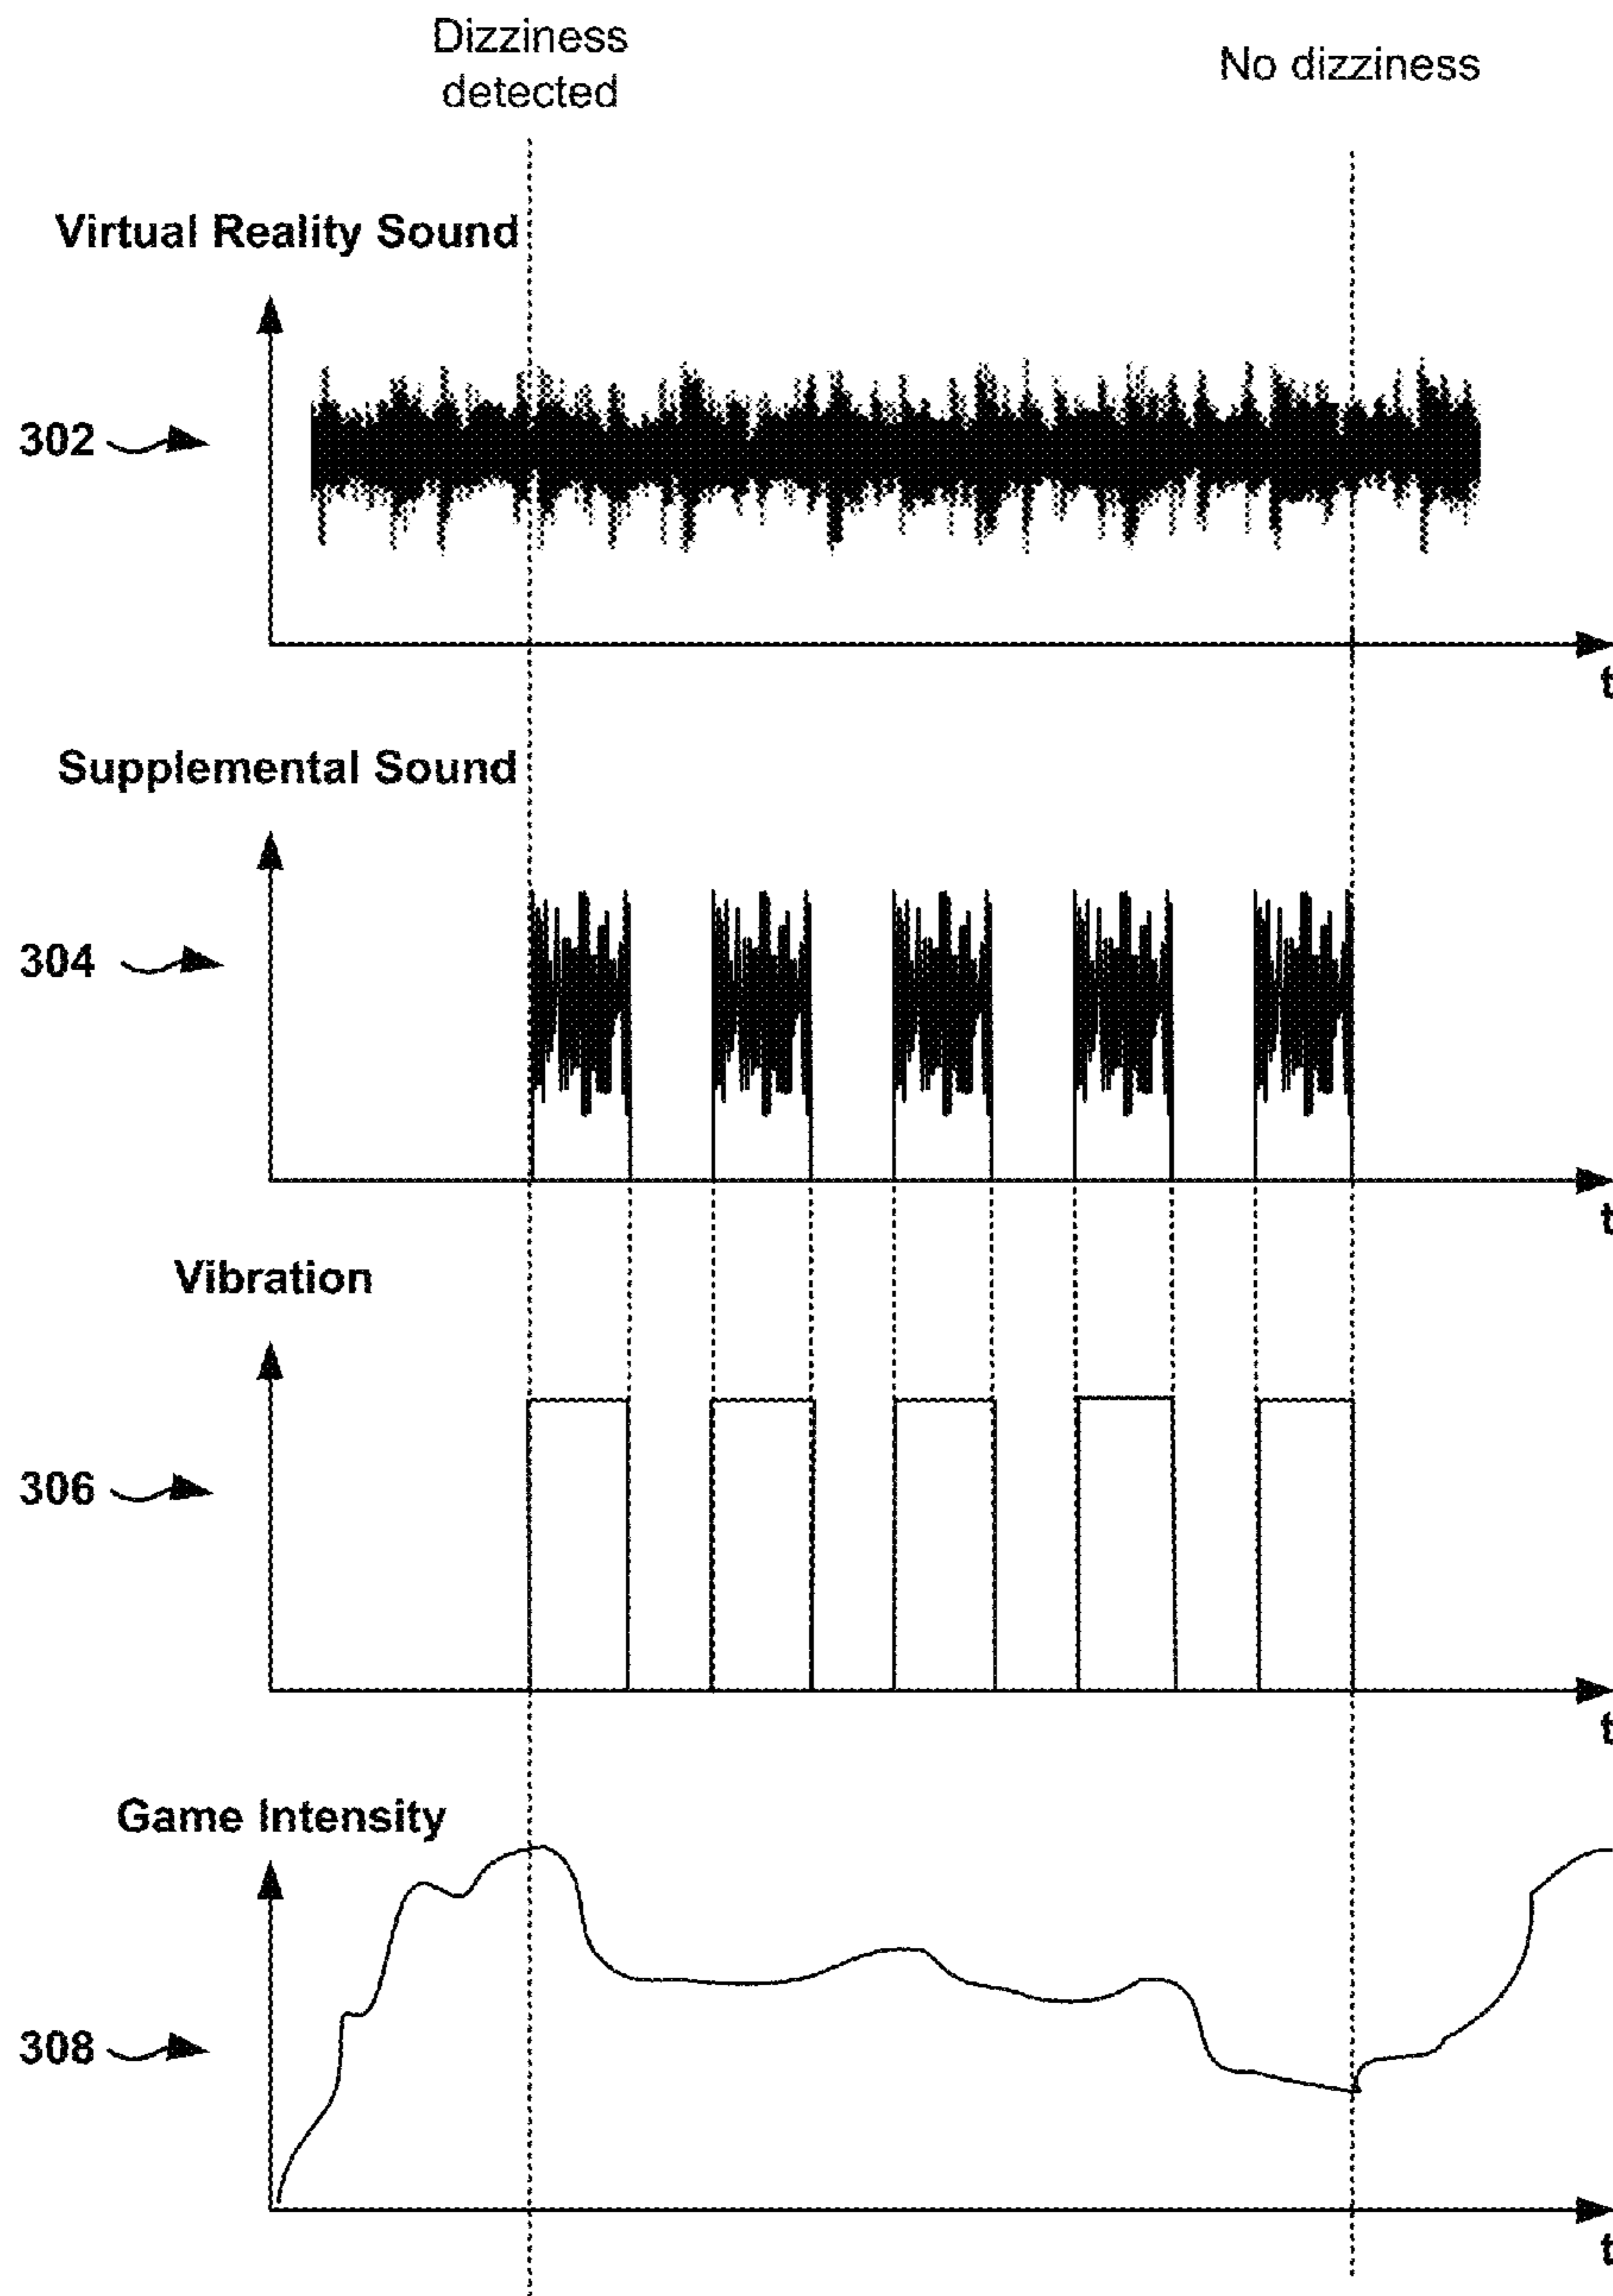 Dizziness
detected
No dizziness
Virtual Reality Sound
302
t
Supplemental Sound
304
t
Vibration
306
t
Game Intensity
308
t